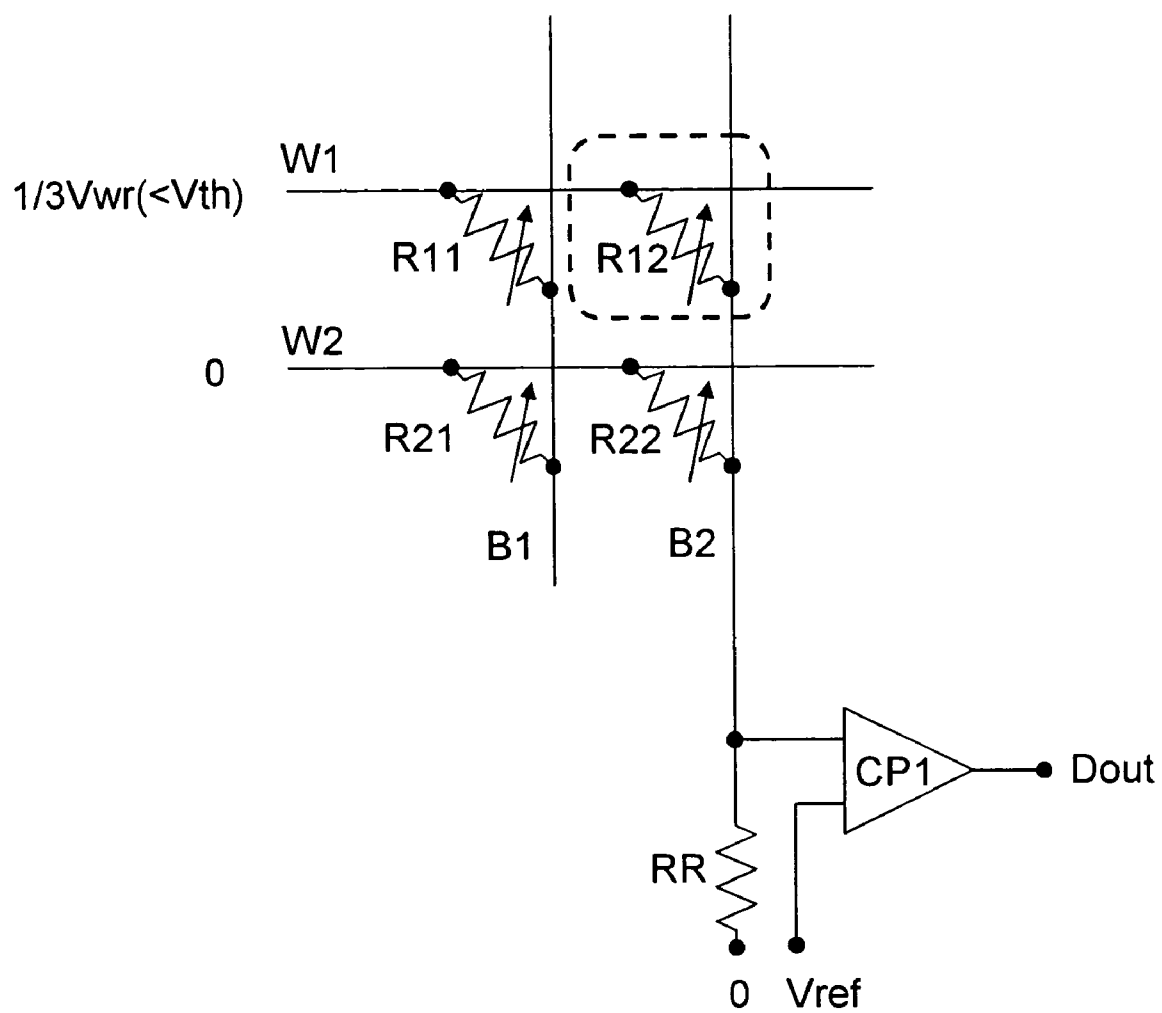 W1
1/3Vwr(<Vth)
R11
R12
W2
0
R21
R22
B1
B2
CP1
Dout
RR
0
Vref